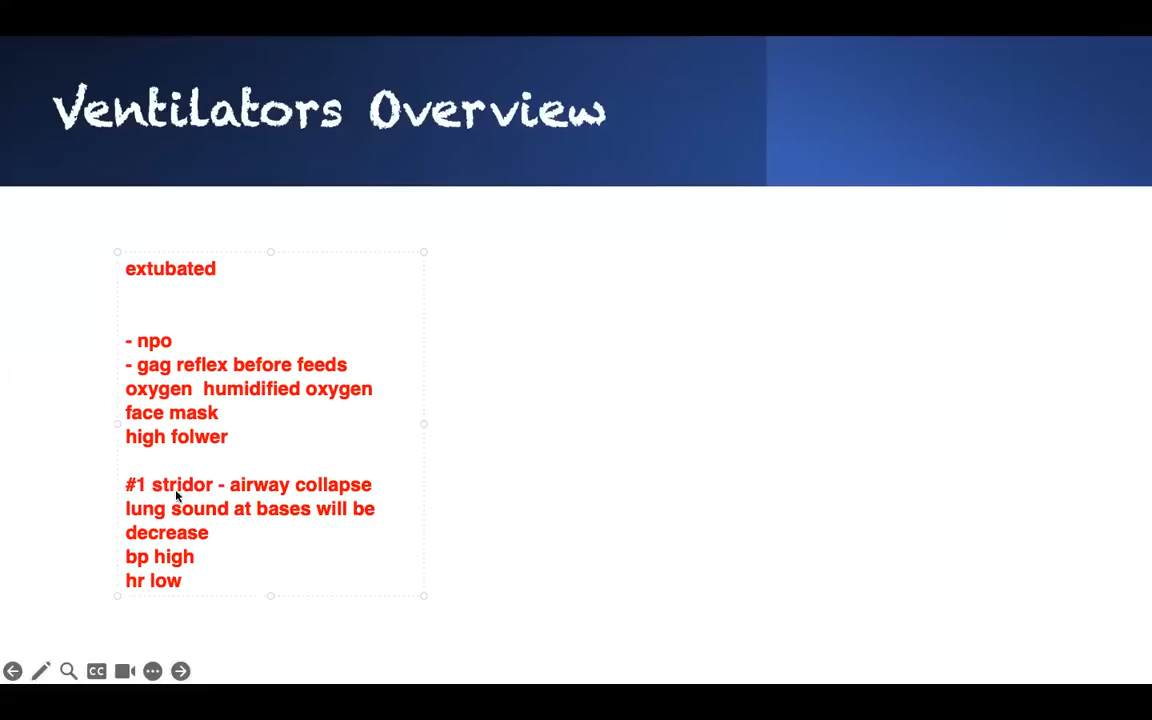 Ventilators Overview
extubated
- npo
- gag reflex before feeds
oxygen  humidified oxygen
face mask
high folwer
#1 stridor - airway collapse
lung sound at bases will be
decrease
bp high
hr low
CC